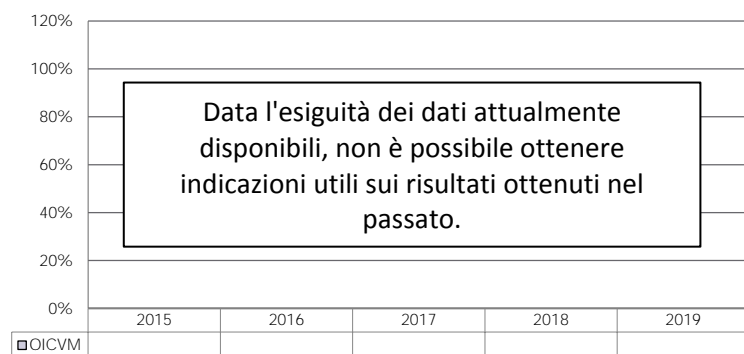 120%
100%
80%
60%
40%
20%
0%
Data l'esiguità dei dati attualmente
disponibili, non è possibile ottenere
indicazioni utili sui risultati ottenuti nel
passato.
2015 2016 2017 2018 2019
OICVM